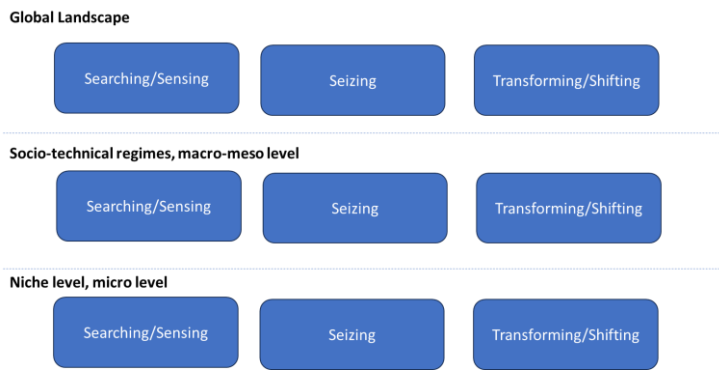 Global Landscape
Searching/Sensing
Seizing
Transforming/Shifting
Socio-technical regimes, macro-meso level
Searching/Sensing
Seizing
Transforming/Shifting
Niche level, micro level
Searching/Sensing
Seizing
Transforming/Shifting